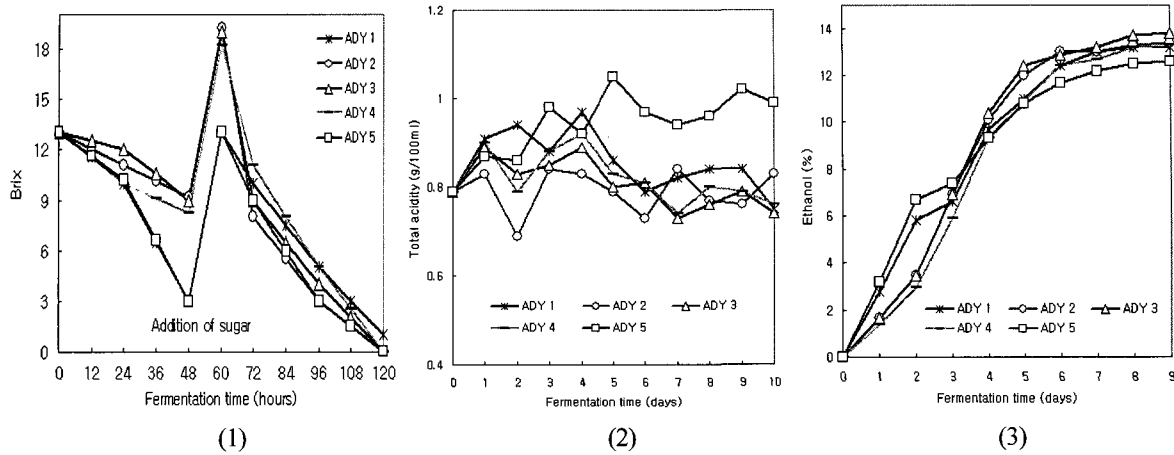 Brix
18
15
12
9
6
3
0
ADY 1
ADY 2
ADY 3
ADY 4
ADY 5
Addition of sugar
0 12 24 36 48 60 72 84 96 108 120
Fermentation time (hours)
(1)
Total acidity (g/100ml)
1.2
1
0.8
0.6
0.4
ADY 1 ADY 2 ADY 3
ADY 4 ADY 5
0 1 2 3 4 5 6 7 8 9 10
Fermentation time (days)
(2)
Ethanol (%)
14
12
10
8
6
4
2
0
ADY 1 ADY 2 ADY 3
ADY 4 ADY 5
0 1 2 3 4 5 6 7 8 9
Fermentation time (days)
(3)